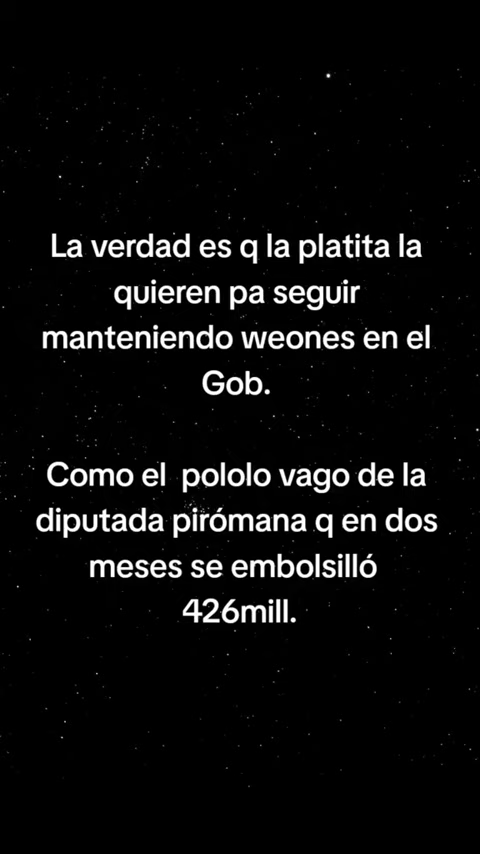 La verdad es q la platita la
quieren pa seguir
manteniendo weones en el
Gob.
Como el  pololo vago de la
diputada pirómana q en dos
meses se embolsilló
426mill.